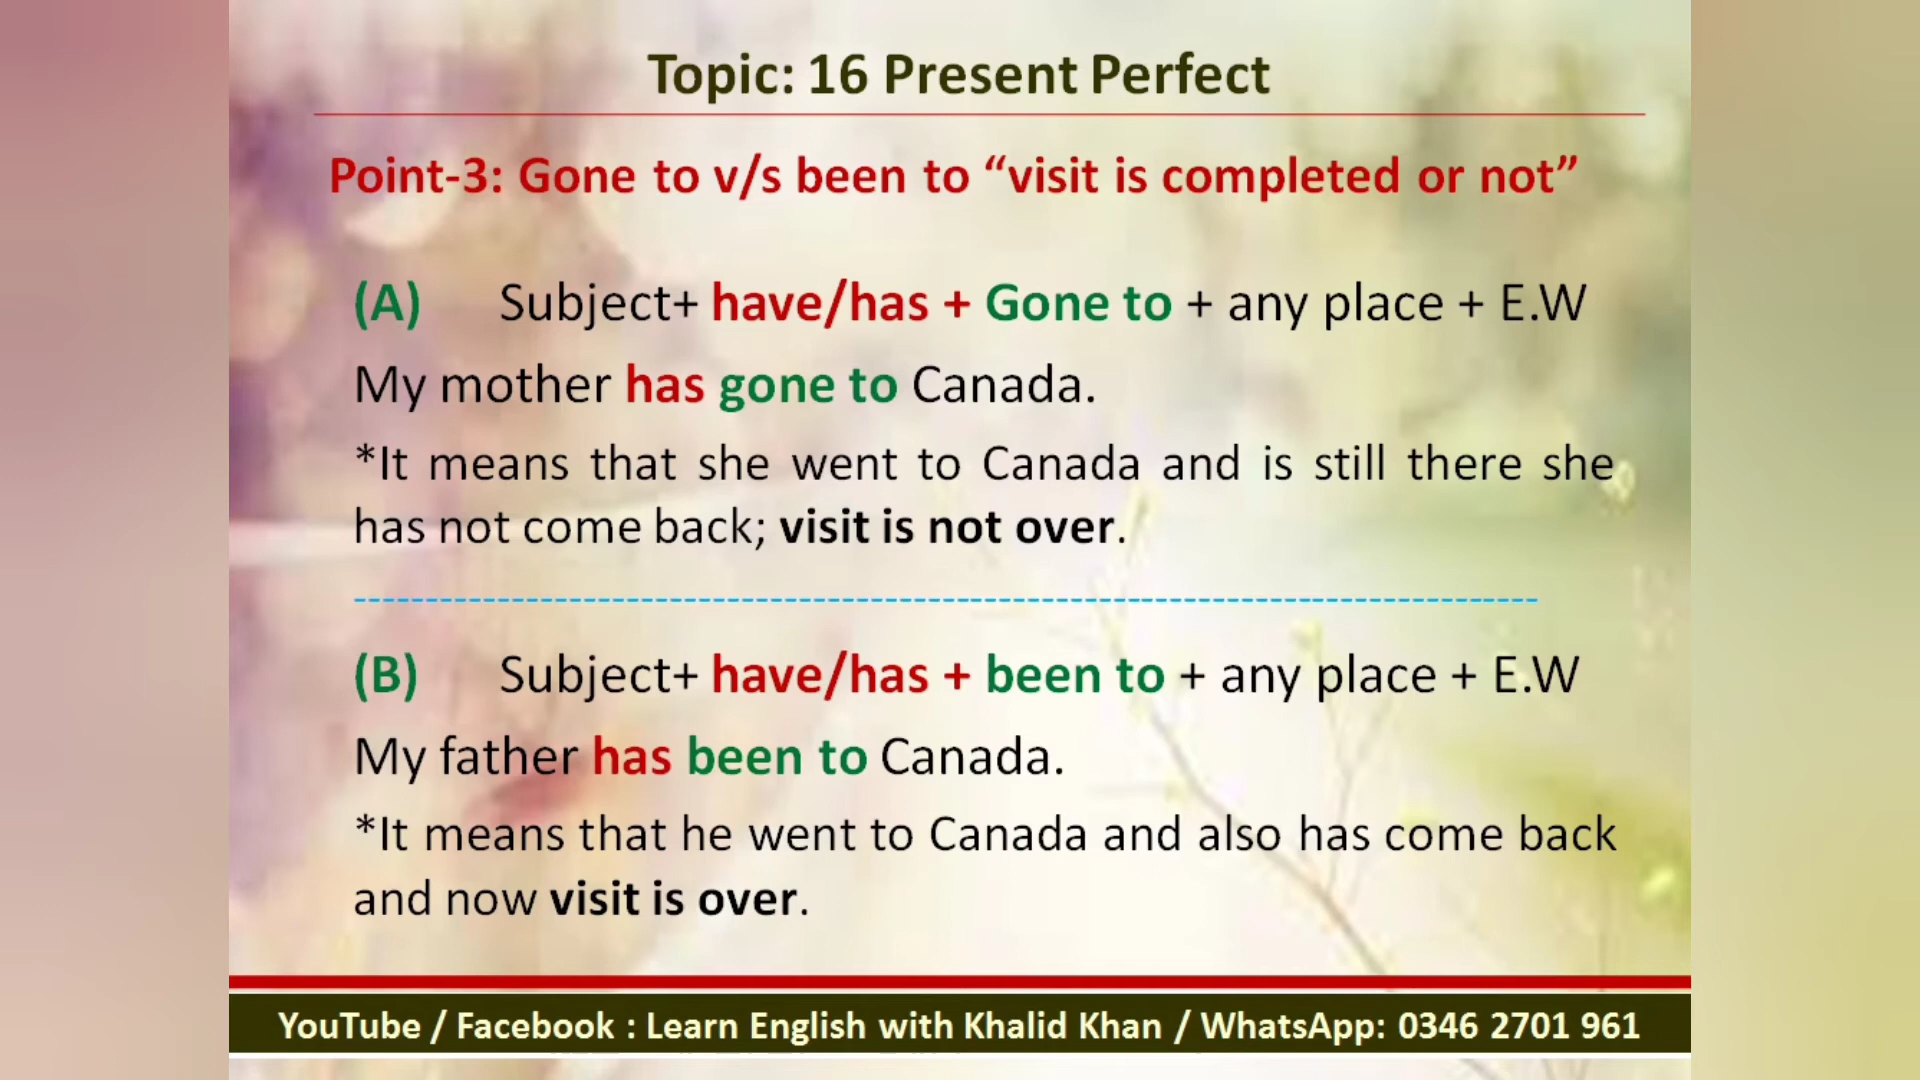 Topic: 16 Present Perfect
Point-3: Gone to v/s been to “visit is completed or not”
(A) Subject+ have/has + Gone to + any place + E.W
My mother has gone to Canada.
*It means that she went to Canada and is still there she
has not come back; visit is not over.
--------------------------------------------------------------------------------
(B) Subject+ have/has + been to + any place + E.W
My father has been to Canada.
*It means that he went to Canada and also has come back
and now visit is over.
YouTube / Facebook : Learn English with Khalid Khan / WhatsApp: 0346 2701 961